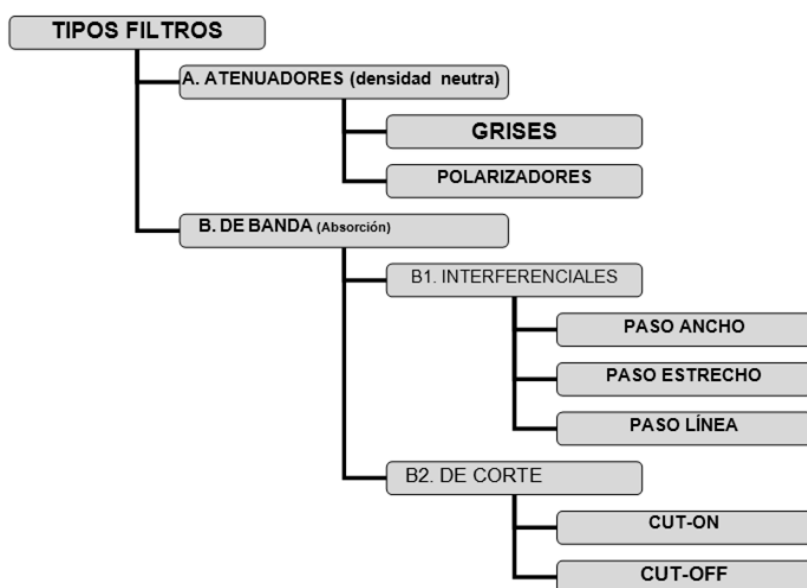 TIPOS FILTROS
A. ATENUADORES (densidad neutra)
GRISES
POLARIZADORES
B. DE BANDA (Absorción)
B1. INTERFERENCIALES
PASO ANCHO
PASO ESTRECHO
PASO LÍNEA
B2. DE CORTE
CUT-ON
CUT-OFF